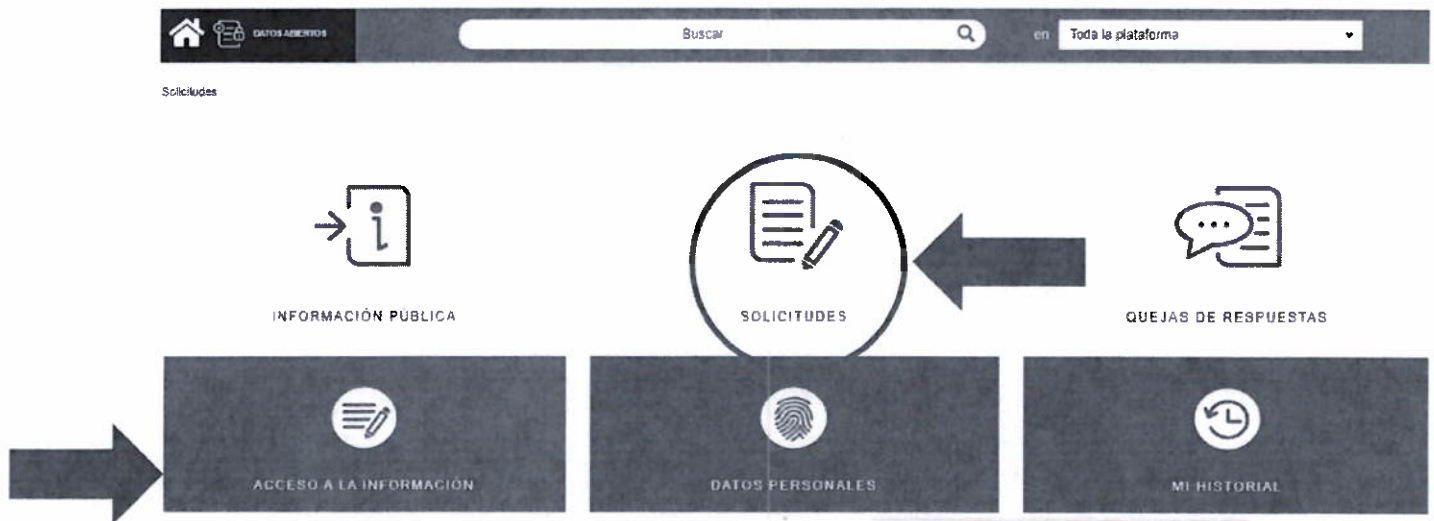 DATOS ABIERTOS
Buscar
en
Toda la plataforma
Solicitudes
INFORMACIÓN PÚBLICA
SOLICITUDES
QUEJAS DE RESPUESTAS
ACCESO A LA INFORMACIÓN
DATOS PERSONALES
MI HISTORIAL